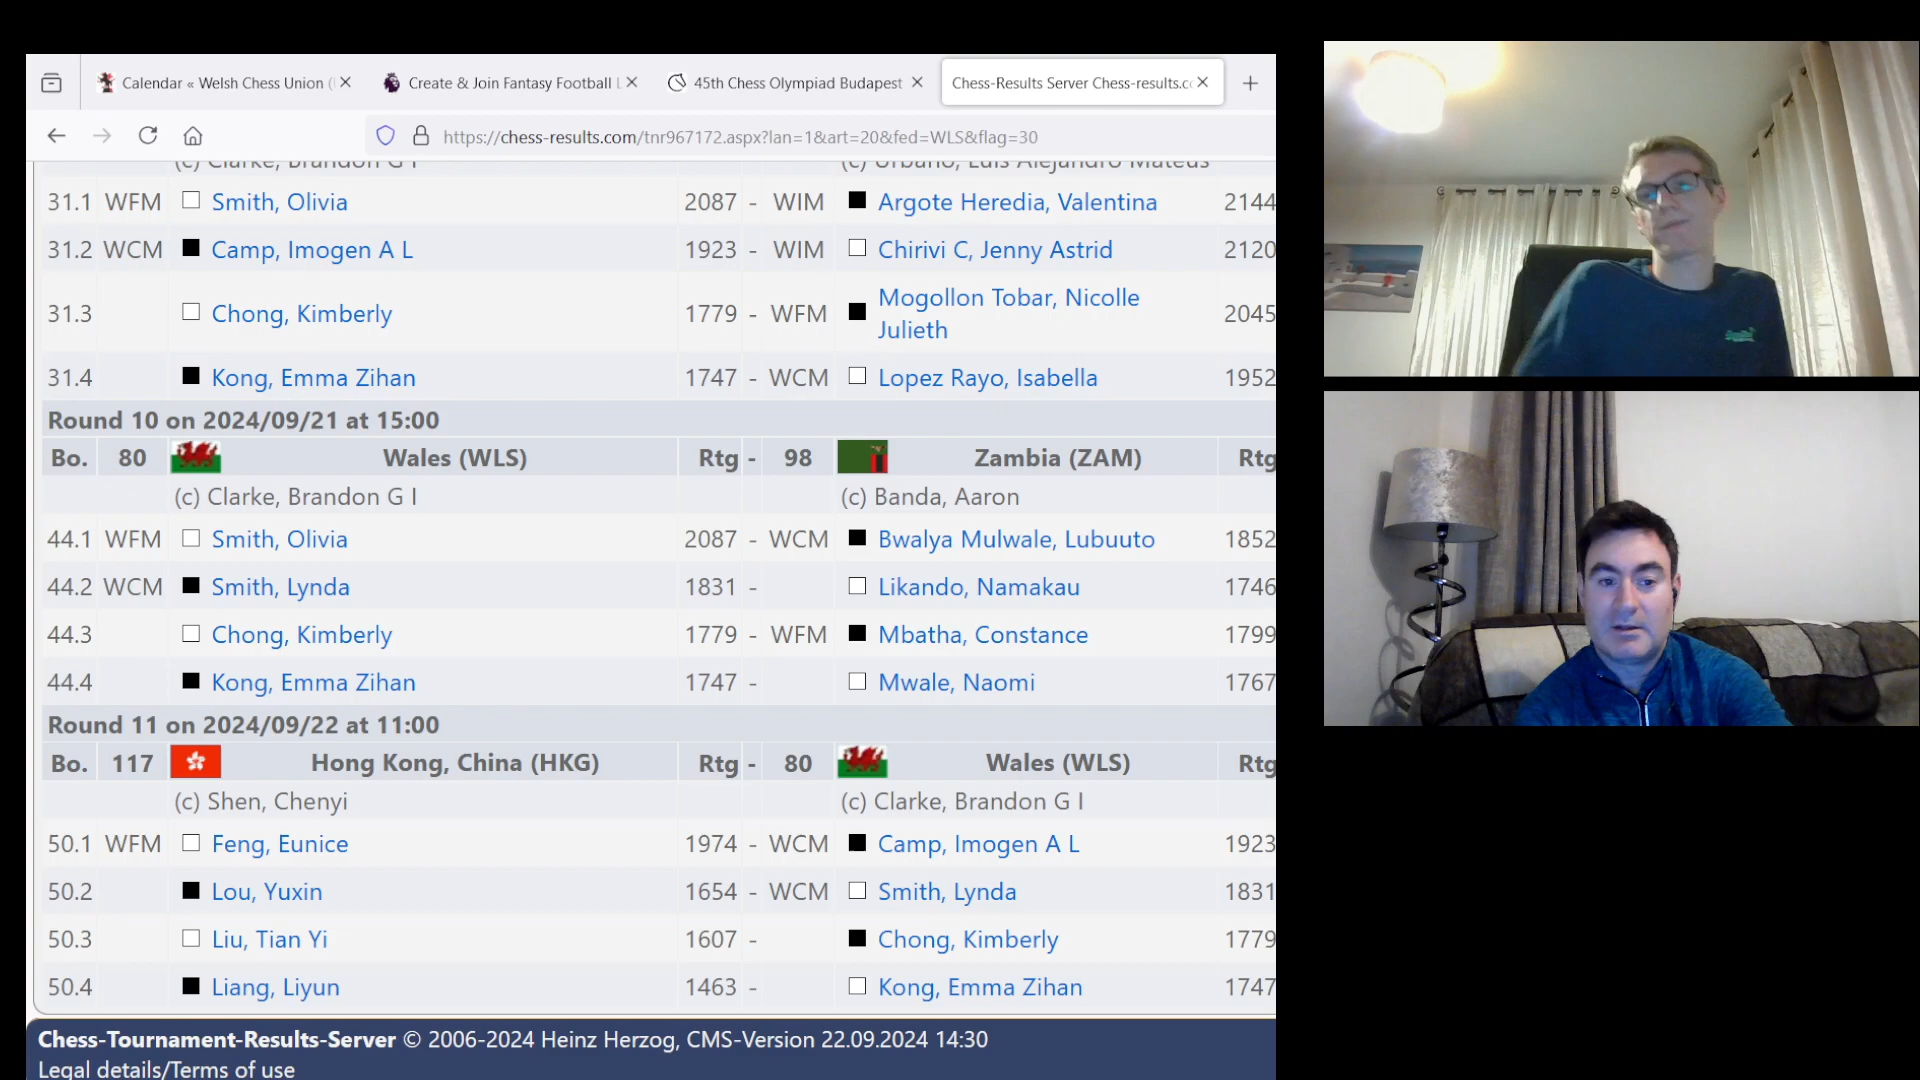 Calendar « Welsh Chess Union (
Create & Join Fantasy Football L
45th Chess Olympiad Budapest
Chess-Results Server Chess-results.c
https://chess-results.com/tnr967172.aspx?lan=1&art=20&fed=WLS&flag=30
(c) Clarke, Brandon G I (c) Urbano, Luis Alejandro Mateus
31.1 WFM Smith, Olivia 2087 - WIM Argote Heredia, Valentina 2144
31.2 WCM Camp, Imogen A L 1923 - WIM Chirivi C, Jenny Astrid 2120
31.3 Chong, Kimberly 1779 - WFM Mogollon Tobar, Nicolle
Julieth 2045
31.4 Kong, Emma Zihan 1747 - WCM Lopez Rayo, Isabella 1952
Round 10 on 2024/09/21 at 15:00
Bo. 80 Wales (WLS) Rtg - 98 Zambia (ZAM) Rtg
(c) Clarke, Brandon G I (c) Banda, Aaron
44.1 WFM Smith, Olivia 2087 - WCM Bwalya Mulwale, Lubuuto 1852
44.2 WCM Smith, Lynda 1831 - Likando, Namakau 1746
44.3 Chong, Kimberly 1779 - WFM Mbatha, Constance 1799
44.4 Kong, Emma Zihan 1747 - Mwale, Naomi 1767
Round 11 on 2024/09/22 at 11:00
Bo. 117 Hong Kong, China (HKG) Rtg - 80 Wales (WLS) Rtg
(c) Shen, Chenyi (c) Clarke, Brandon G I
50.1 WFM Feng, Eunice 1974 - WCM Camp, Imogen A L 1923
50.2 Lou, Yuxin 1654 - WCM Smith, Lynda 1831
50.3 Liu, Tian Yi 1607 - Chong, Kimberly 1779
50.4 Liang, Liyun 1463 - Kong, Emma Zihan 1747
Chess-Tournament-Results-Server © 2006-2024 Heinz Herzog, CMS-Version 22.09.2024 14:30
Legal details/Terms of use